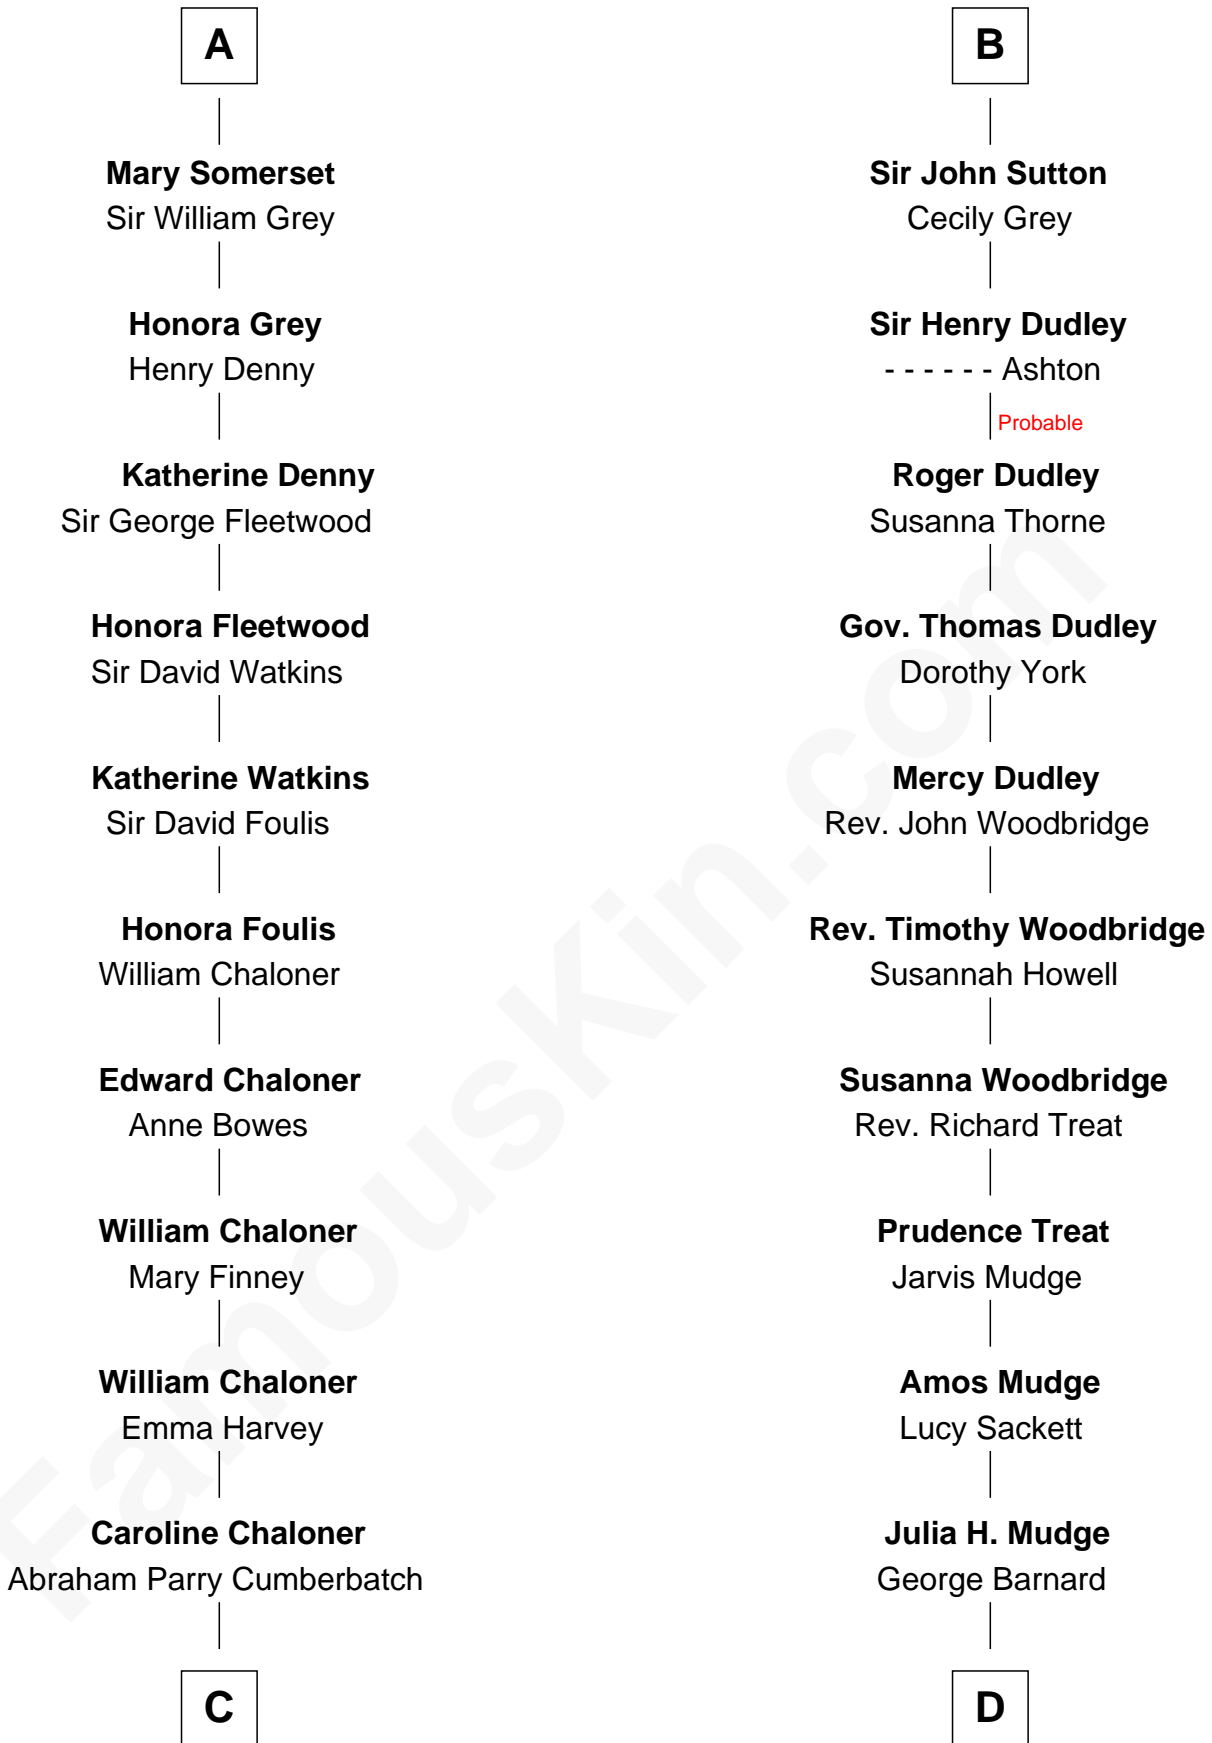 A
Mary Somerset
Sir William Grey
Honora Grey
Henry Denny
Katherine Denny
Sir George Fleetwood
Honora Fleetwood
Sir David Watkins
Katherine Watkins
Sir David Foulis
Honora Foulis
William Chaloner
Edward Chaloner
Anne Bowes
William Chaloner
Mary Finney
William Chaloner
Emma Harvey
Caroline Chaloner
Abraham Parry Cumberbatch
C
B
Sir John Sutton
Cecily Grey
Sir Henry Dudley
- - - - - - Ashton
Probable
Roger Dudley
Susanna Thorne
Gov. Thomas Dudley
Dorothy York
Mercy Dudley
Rev. John Woodbridge
Rev. Timothy Woodbridge
Susannah Howell
Susanna Woodbridge
Rev. Richard Treat
Prudence Treat
Jarvis Mudge
Amos Mudge
Lucy Sackett
Julia H. Mudge
George Barnard
D
FamousKin.com